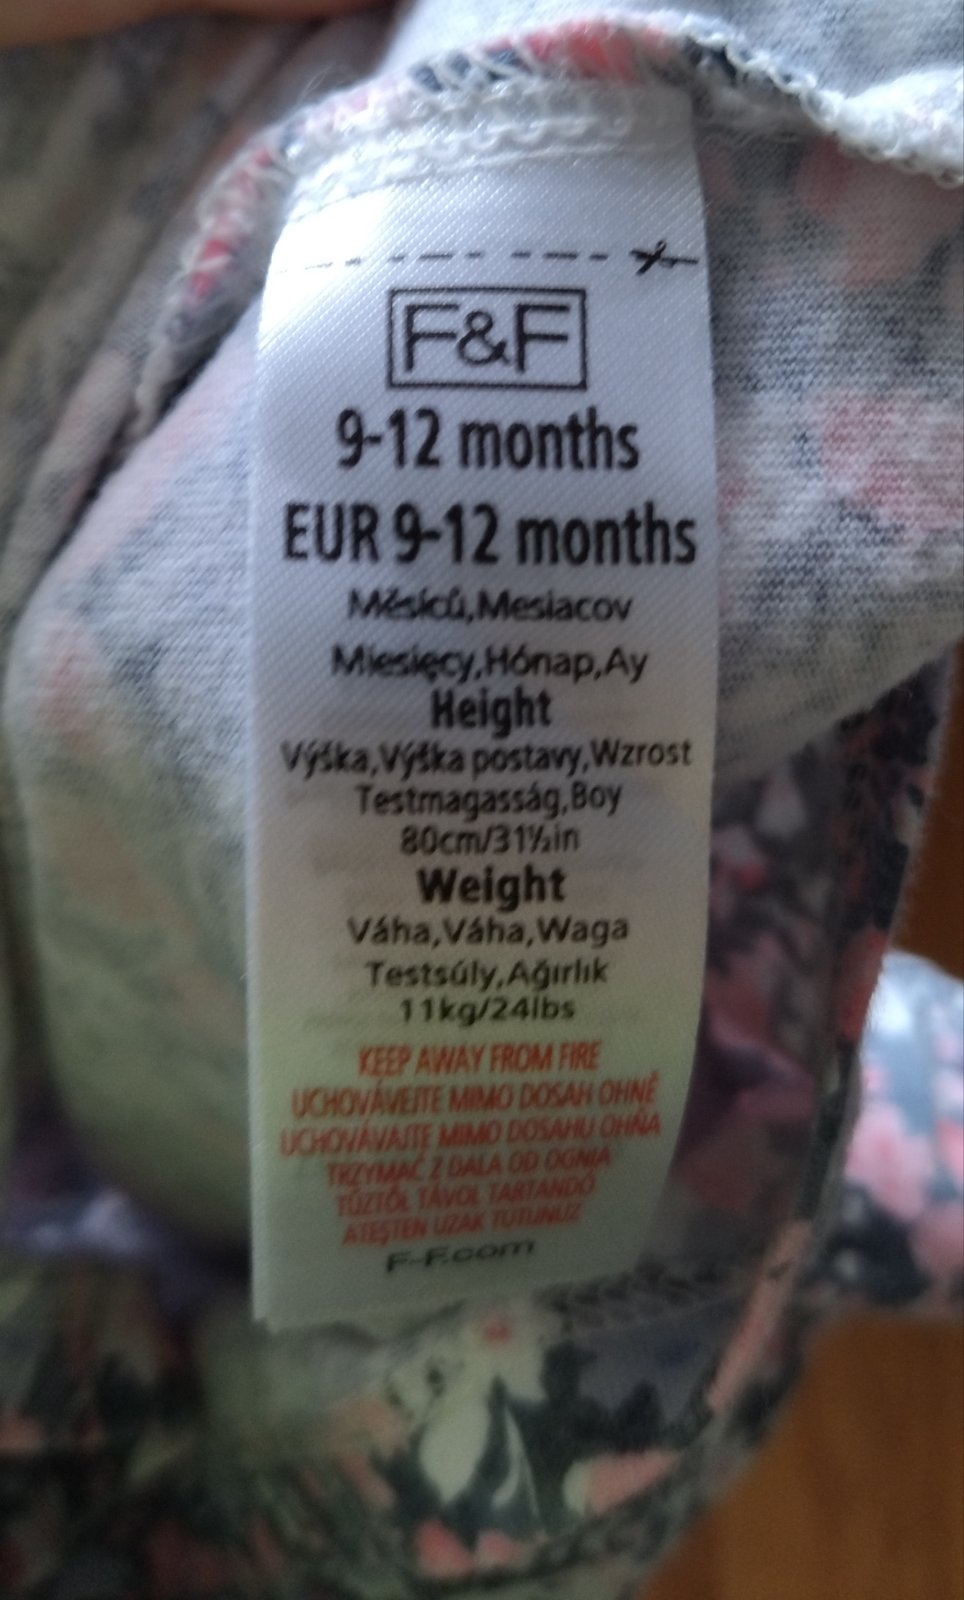 F&F
9-12 months
EUR 9-12 months
Měsíců,Mesiacov
Miesięcy,Hónap,Ay
Height
Výška,Výška postavy,Wzrost
Testmagasság,Boy
80cm/31½in
Weight
Váha,Váha,Waga
Testsúly,Ağırlık
11kg/24lbs
KEEP AWAY FROM FIRE
UCHOVÁVEJTE MIMO DOSAH OHNĚ
UCHOVÁVAJTE MIMO DOSAHU OHŇA
TRZYMAĆ Z DALA OD OGNIA
TŰZTŐL TÁVOL TARTANDÓ
ATEŞTEN UZAK TUTUNUZ
F-F.com